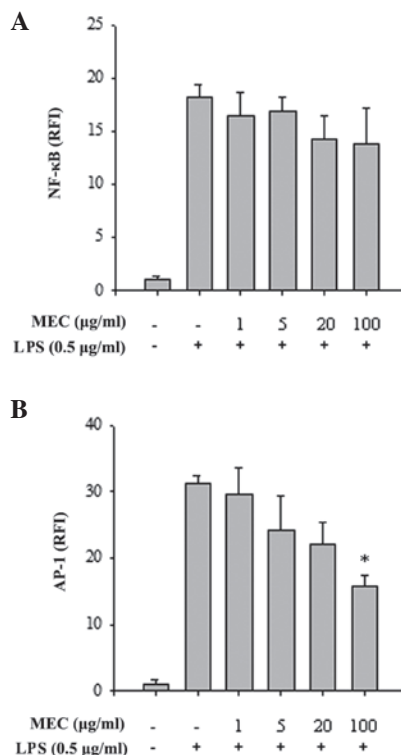 A
NF-κB (RFI)
25
20
15
10
5
0
MEC (μg/ml) - - 1 5 20 100
LPS (0.5 μg/ml) - + + + + +
B
AP-1 (RFI)
40
30
20
10
0
*
MEC (μg/ml) - - 1 5 20 100
LPS (0.5 μg/ml) - + + + + +